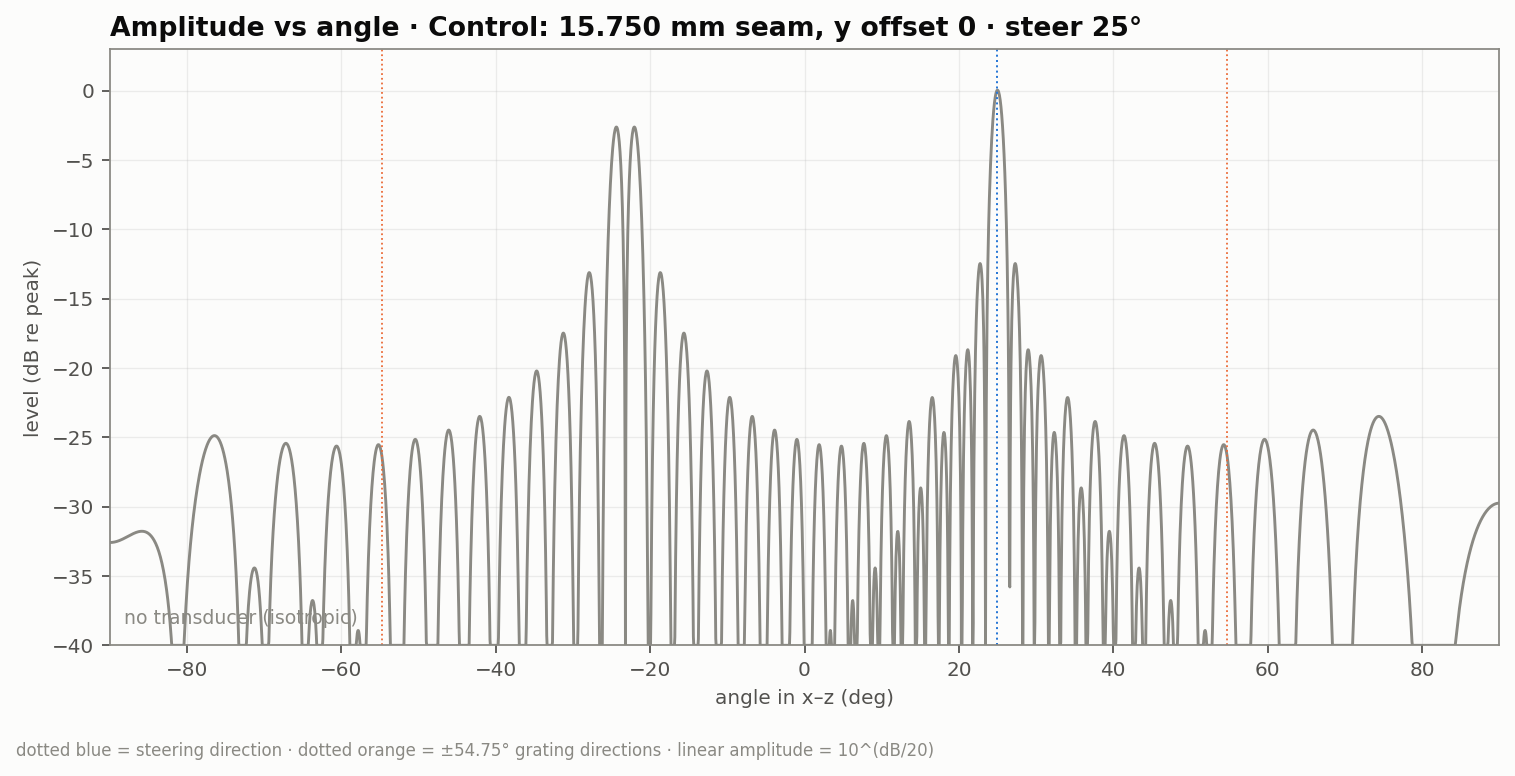 Amplitude vs angle · Control: 15.750 mm seam, y offset 0 · steer 25°
level (dB re peak)
0
−5
−10
−15
−20
−25
−30
−35
−40
no transducer (isotropic)
−80 −60 −40 −20 0 20 40 60 80
angle in x–z (deg)
dotted blue = steering direction · dotted orange = ±54.75° grating directions · linear amplitude = 10^(dB/20)